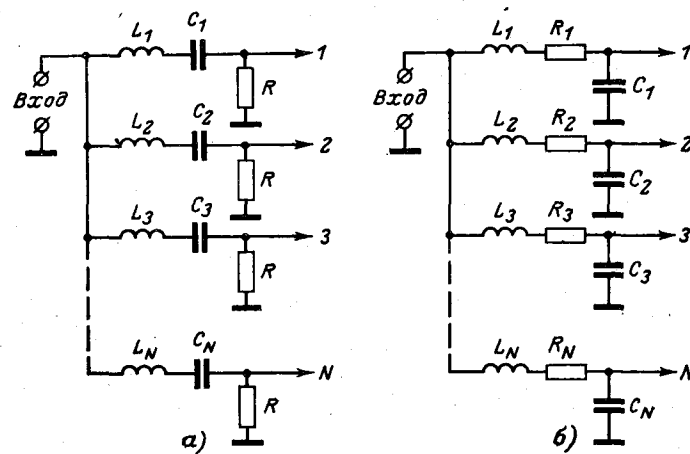 L1 C1 1
R
Вход
L2 C2 2
R
L3 C3 3
R
LN CN N
R
а)
L1 R1 1
C1
Вход
L2 R2 2
C2
L3 R3 3
C3
LN RN N
CN
б)